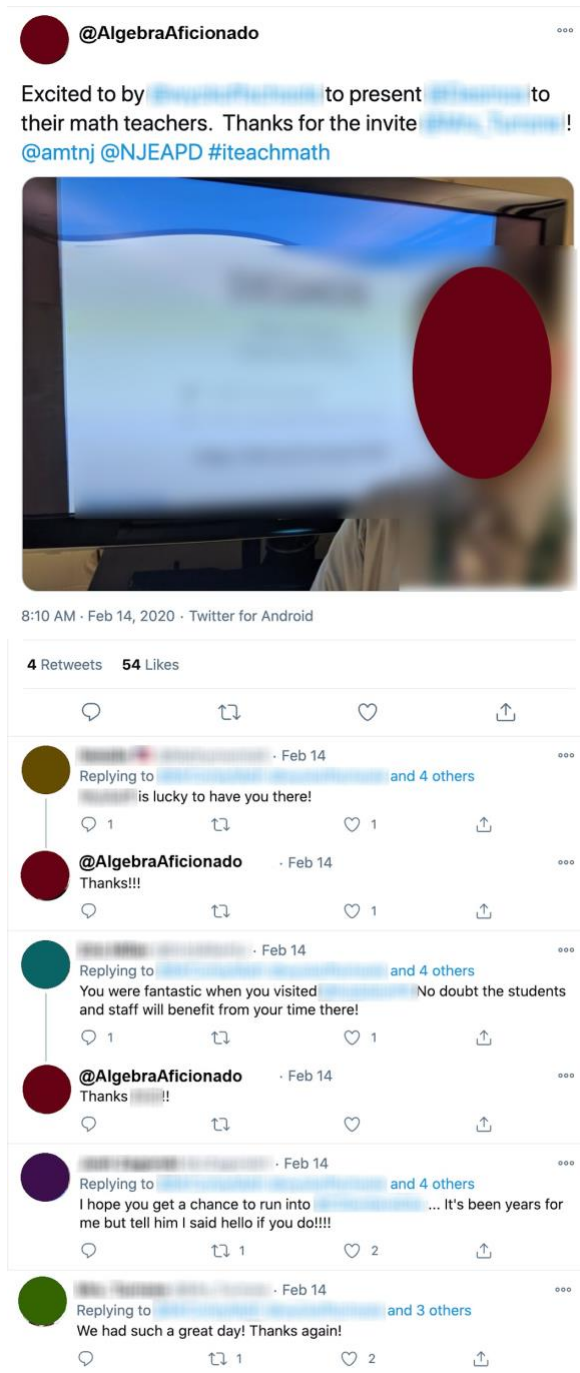 @AlgebraAficionado
Excited to by to present to
their math teachers. Thanks for the invite !
@amtnj @NJEAPD #iteachmath
8:10 AM · Feb 14, 2020 · Twitter for Android
4 Retweets 54 Likes
· Feb 14
Replying to and 4 others
is lucky to have you there!
1 1
@AlgebraAficionado · Feb 14
Thanks!!!
1
· Feb 14
Replying to and 4 others
You were fantastic when you visited No doubt the students
and staff will benefit from your time there!
1 1
@AlgebraAficionado · Feb 14
Thanks !!
· Feb 14
Replying to and 4 others
I hope you get a chance to run into ... It's been years for
me but tell him I said hello if you do!!!!
1 2
· Feb 14
Replying to and 3 others
We had such a great day! Thanks again!
1 2